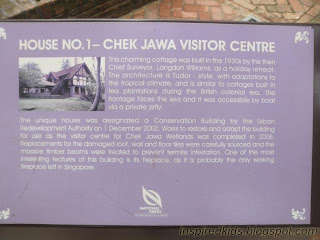 HOUSE NO.1 – CHEK JAWA VISITOR CENTRE
This charming cottage was built in the 1930s by the then
Chief Surveyor, Langdon Williams, as a holiday retreat.
The architecture is Tudor - style, with adaptations to
the tropical climate, and is similar to cottages built in
tea plantations during the British colonial era. The
frontage faces the sea and it was accessible by boat
via a private jetty.
The unique house was designated a Conservation Building by the Urban
Redevelopment Authority on 1 December 2003. Works to restore and adapt the building
for use as the visitor centre for Chek Jawa Wetlands was completed in 2006.
Replacements for the damaged roof, wall and floor tiles were carefully sourced and the
massive timber beams were treated to prevent termite infestation. One of the most
interesting features of this building is its fireplace, as it is probably the only working
fireplace left in Singapore.
NATIONAL
PARKS
inspiredkids.blogspot.com